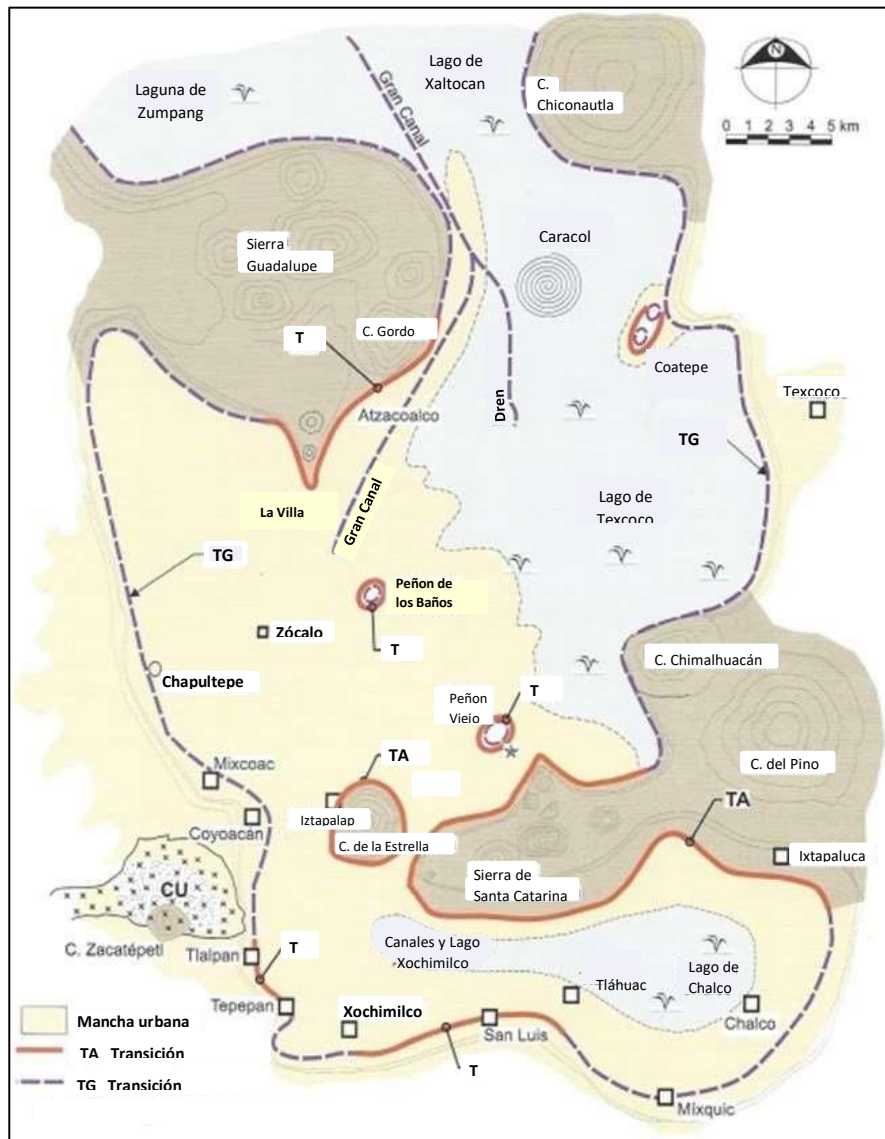 Lago de
Xaltocan
Laguna de
Zumpang
Gran Canal
C.
Chiconautla
N
0 1 2 3 4 5 km
Caracol
Sierra
Guadalupe
T
C. Gordo
Coatepe
Atzacoalco
Dren
Texcoco
TG
La Villa
Gran Canal
Lago de
Texcoco
TG
Peñon de
los Baños
Zócalo
T
C. Chimalhuacán
Chapultepe
Peñon
Vieio
T
Mixcoac
TA
C. del Pino
TA
Iztapalap
Coyoacán
C. de la Estrella
Ixtapaluca
Sierra de
Santa Catarina
CU
C. Zacatépetl
Tlalpan
T
Canales y Lago
Xochimilco
Lago de
Chalco
Tláhuac
Tepepan
Xochimilco
San Luis
Chalco
T
Míxquic
Mancha urbana
TA Transición
TG Transición